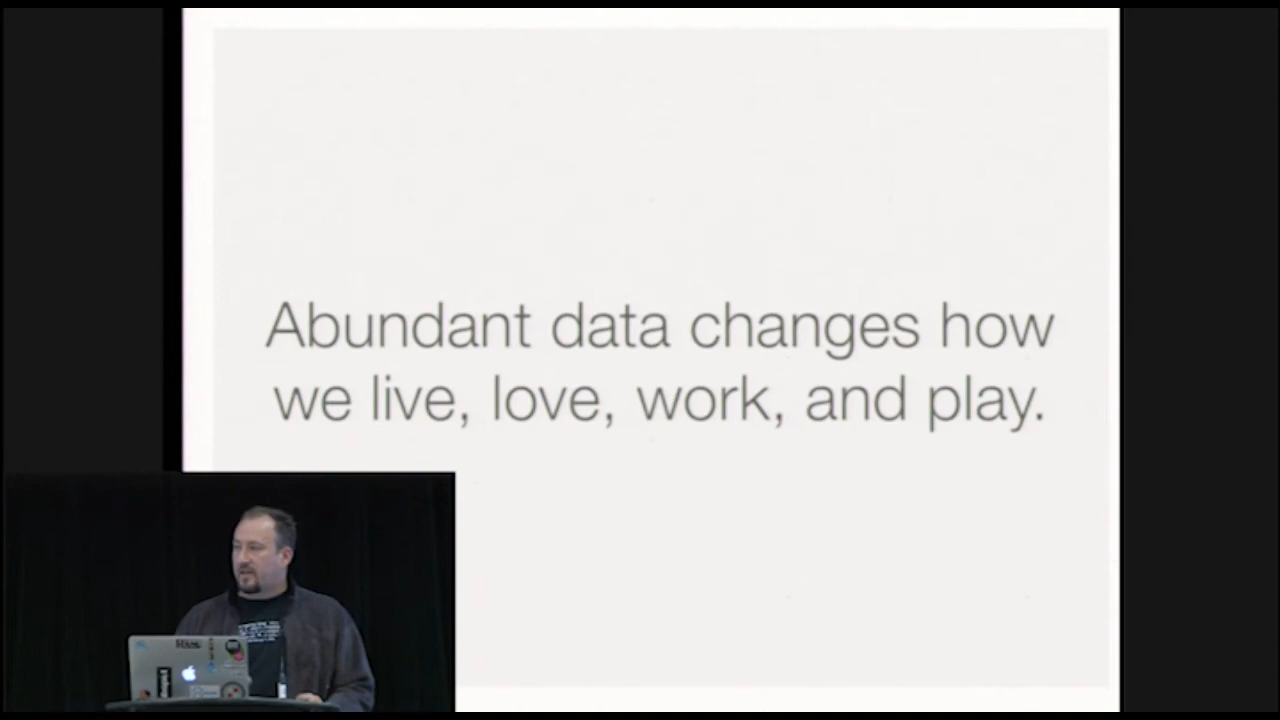 Abundant data changes how
we live, love, work, and play.